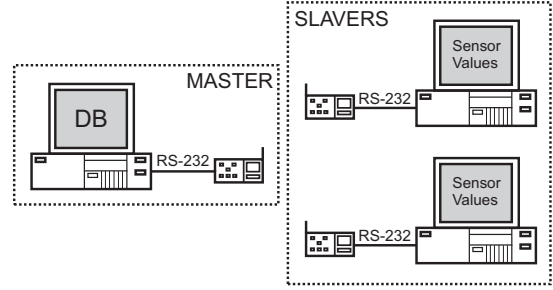 MASTER
DB
RS-232
SLAVERS
Sensor
Values
RS-232
Sensor
Values
RS-232